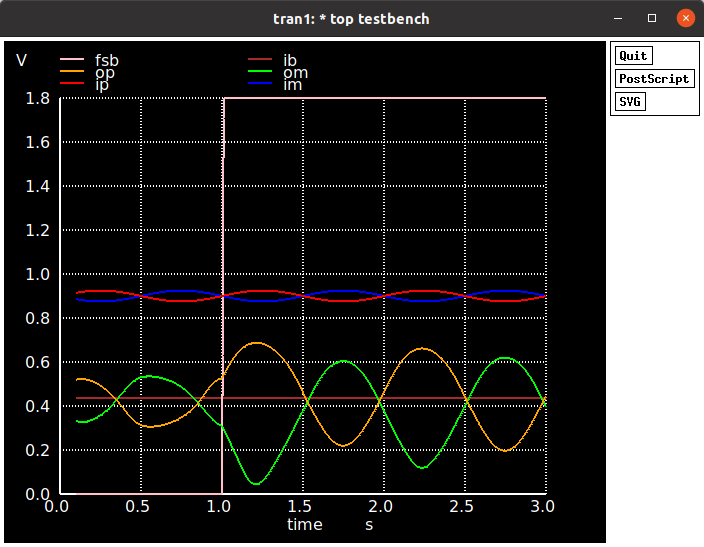 tran1: * top testbench
Quit
PostScript
SVG
V
fsb ib
op om
ip im
1.8
1.6
1.4
1.2
1.0
0.8
0.6
0.4
0.2
0.0
0.0 0.5 1.0 1.5 2.0 2.5 3.0
time s